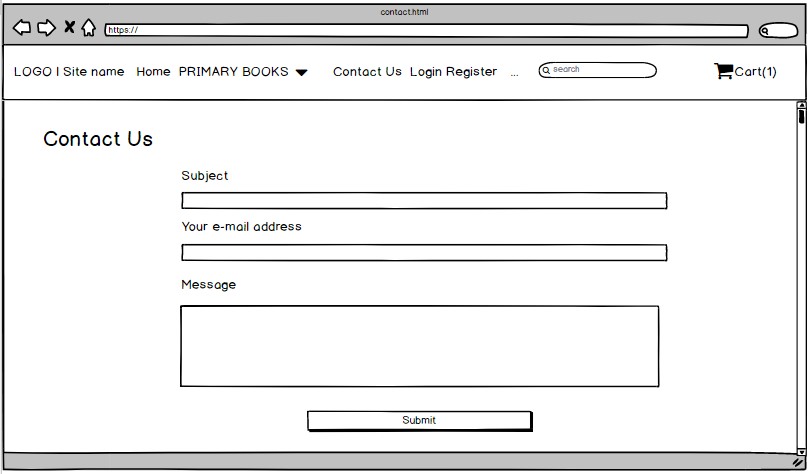 contact.html
https://
LOGO | Site name Home PRIMARY BOOKS Contact Us Login Register ... search Cart(1)
Contact Us
Subject
Your e-mail address
Message
Submit